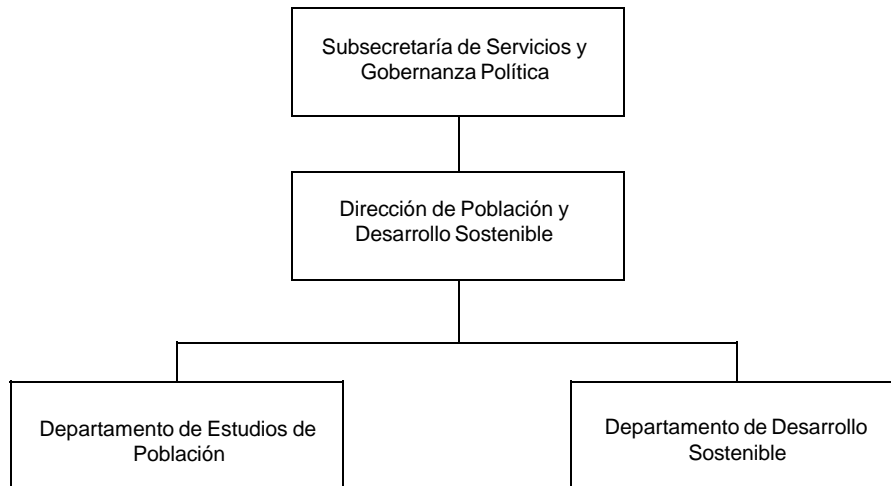 Subsecretaría de Servicios y
Gobernanza Política
Dirección de Población y
Desarrollo Sostenible
Departamento de Estudios de
Población
Departamento de Desarrollo
Sostenible